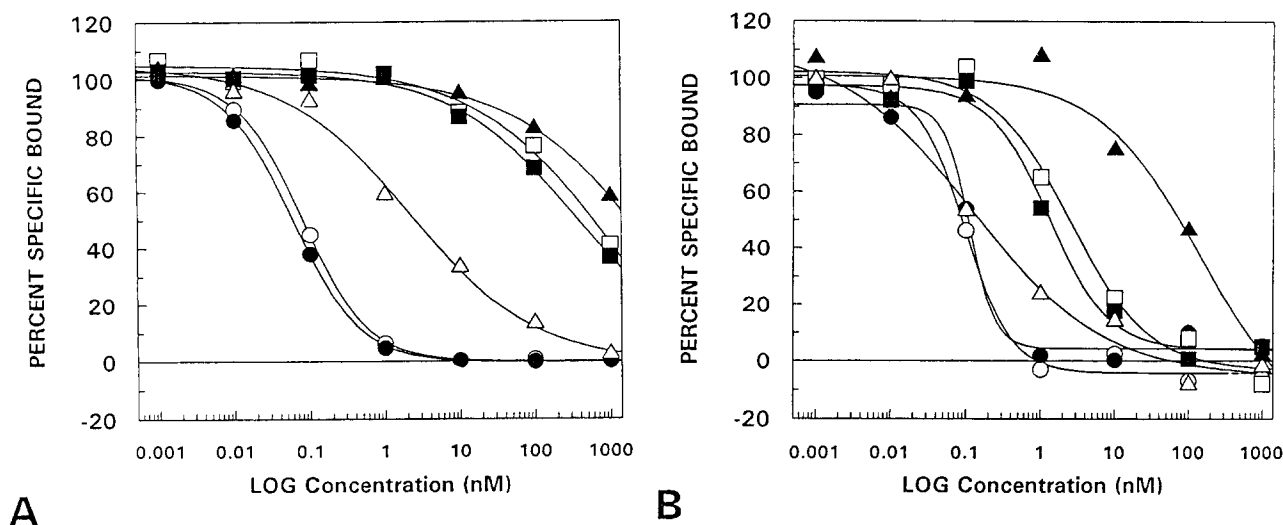 120
100
80
60
40
20
0
-20
PERCENT SPECIFIC BOUND
0.001 0.01 0.1 1 10 100 1000
LOG Concentration (nM)
A
120
100
80
60
40
20
0
-20
PERCENT SPECIFIC BOUND
0.001 0.01 0.1 1 10 100 1000
LOG Concentration (nM)
B